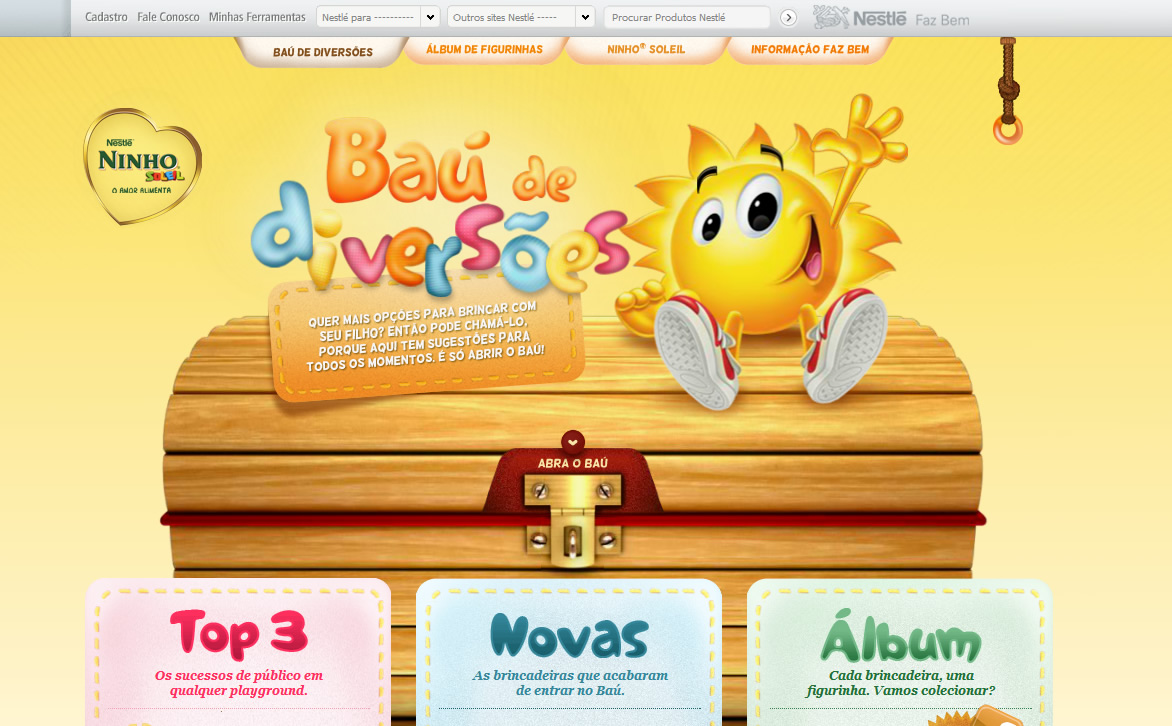 Cadastro Fale Conosco Minhas Ferramentas Nestlé para ---------- Outros sites Nestlé ----- Procurar Produtos Nestlé Nestlé Faz Bem
BAÚ DE DIVERSÕES ÁLBUM DE FIGURINHAS NINHO® SOLEIL INFORMAÇÃO FAZ BEM
Nestlé
NINHO
SOLEIL
O AMOR ALIMENTA
Baú de
diversões
QUER MAIS OPÇÕES PARA BRINCAR COM
SEU FILHO? ENTÃO PODE CHAMÁ-LO,
PORQUE AQUI TEM SUGESTÕES PARA
TODOS OS MOMENTOS. É SÓ ABRIR O BAÚ!
ABRA O BAÚ
Top 3
Os sucessos de público em
qualquer playground.
Novas
As brincadeiras que acabaram
de entrar no Baú.
Álbum
Cada brincadeira, uma
figurinha. Vamos colecionar?